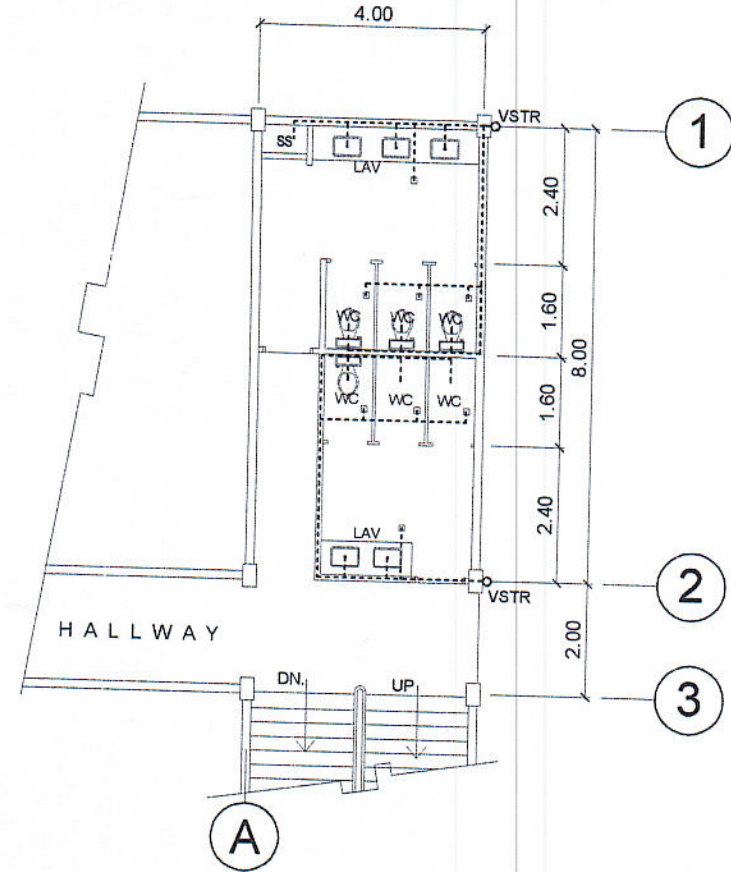 4.00
VSTR
1
SS
LAV
2.40
WC WC WC
1.60
8.00
WC WC WC
1.60
2.40
LAV
VSTR
2
HALLWAY
2.00
DN. UP
3
A